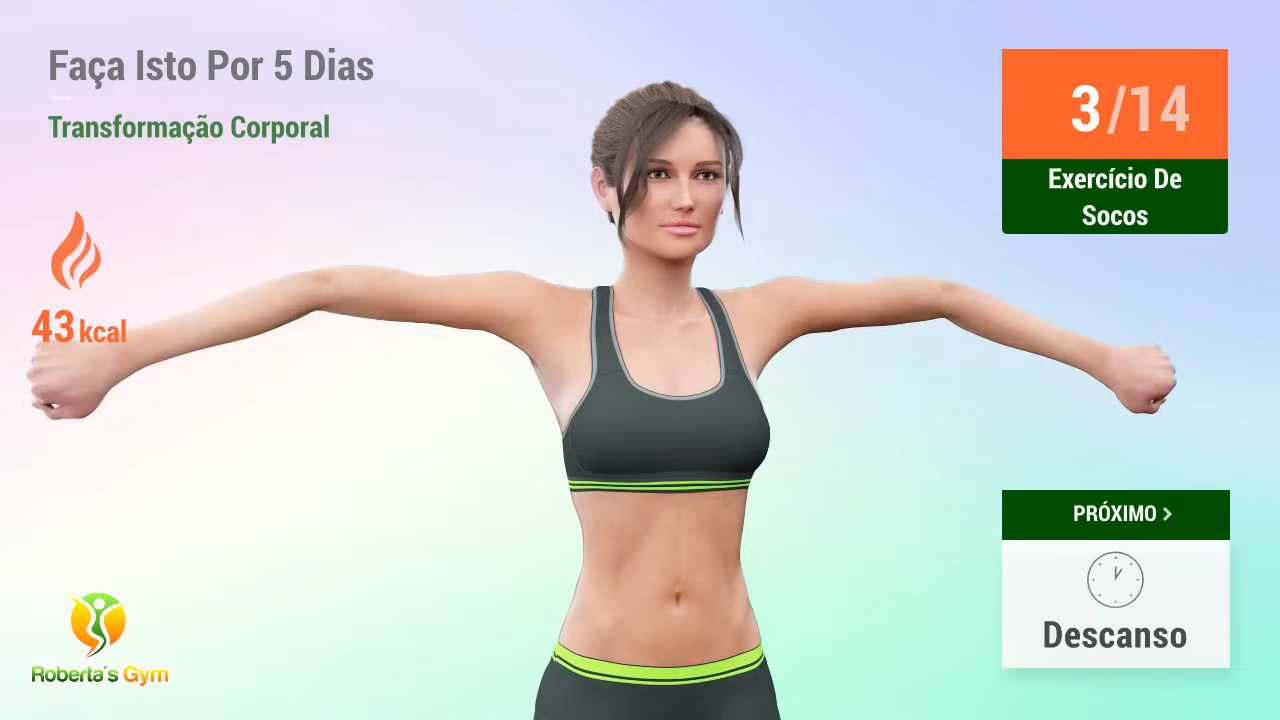 Faça Isto Por 5 Dias
Transformação Corporal
3/14
Exercício De
Socos
43 kcal
PRÓXIMO >
Descanso
Roberta´s Gym